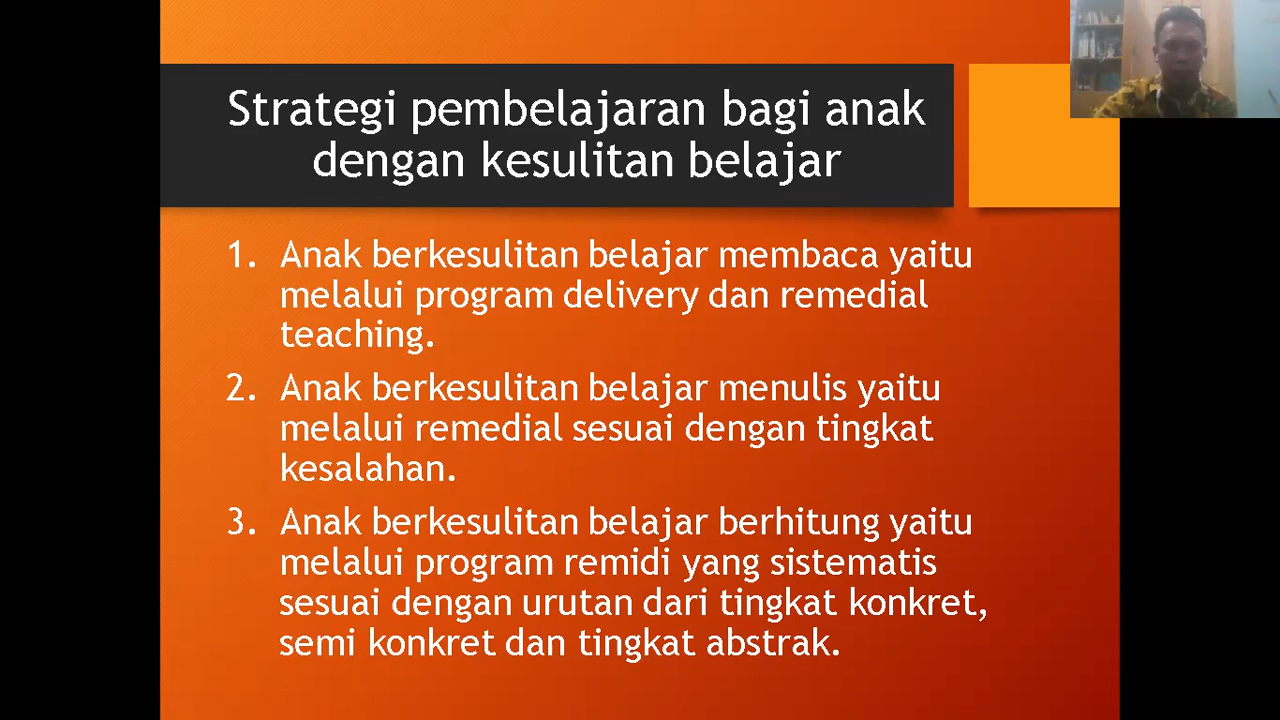 Strategi pembelajaran bagi anak
dengan kesulitan belajar
1. Anak berkesulitan belajar membaca yaitu
melalui program delivery dan remedial
teaching.
2. Anak berkesulitan belajar menulis yaitu
melalui remedial sesuai dengan tingkat
kesalahan.
3. Anak berkesulitan belajar berhitung yaitu
melalui program remidi yang sistematis
sesuai dengan urutan dari tingkat konkret,
semi konkret dan tingkat abstrak.